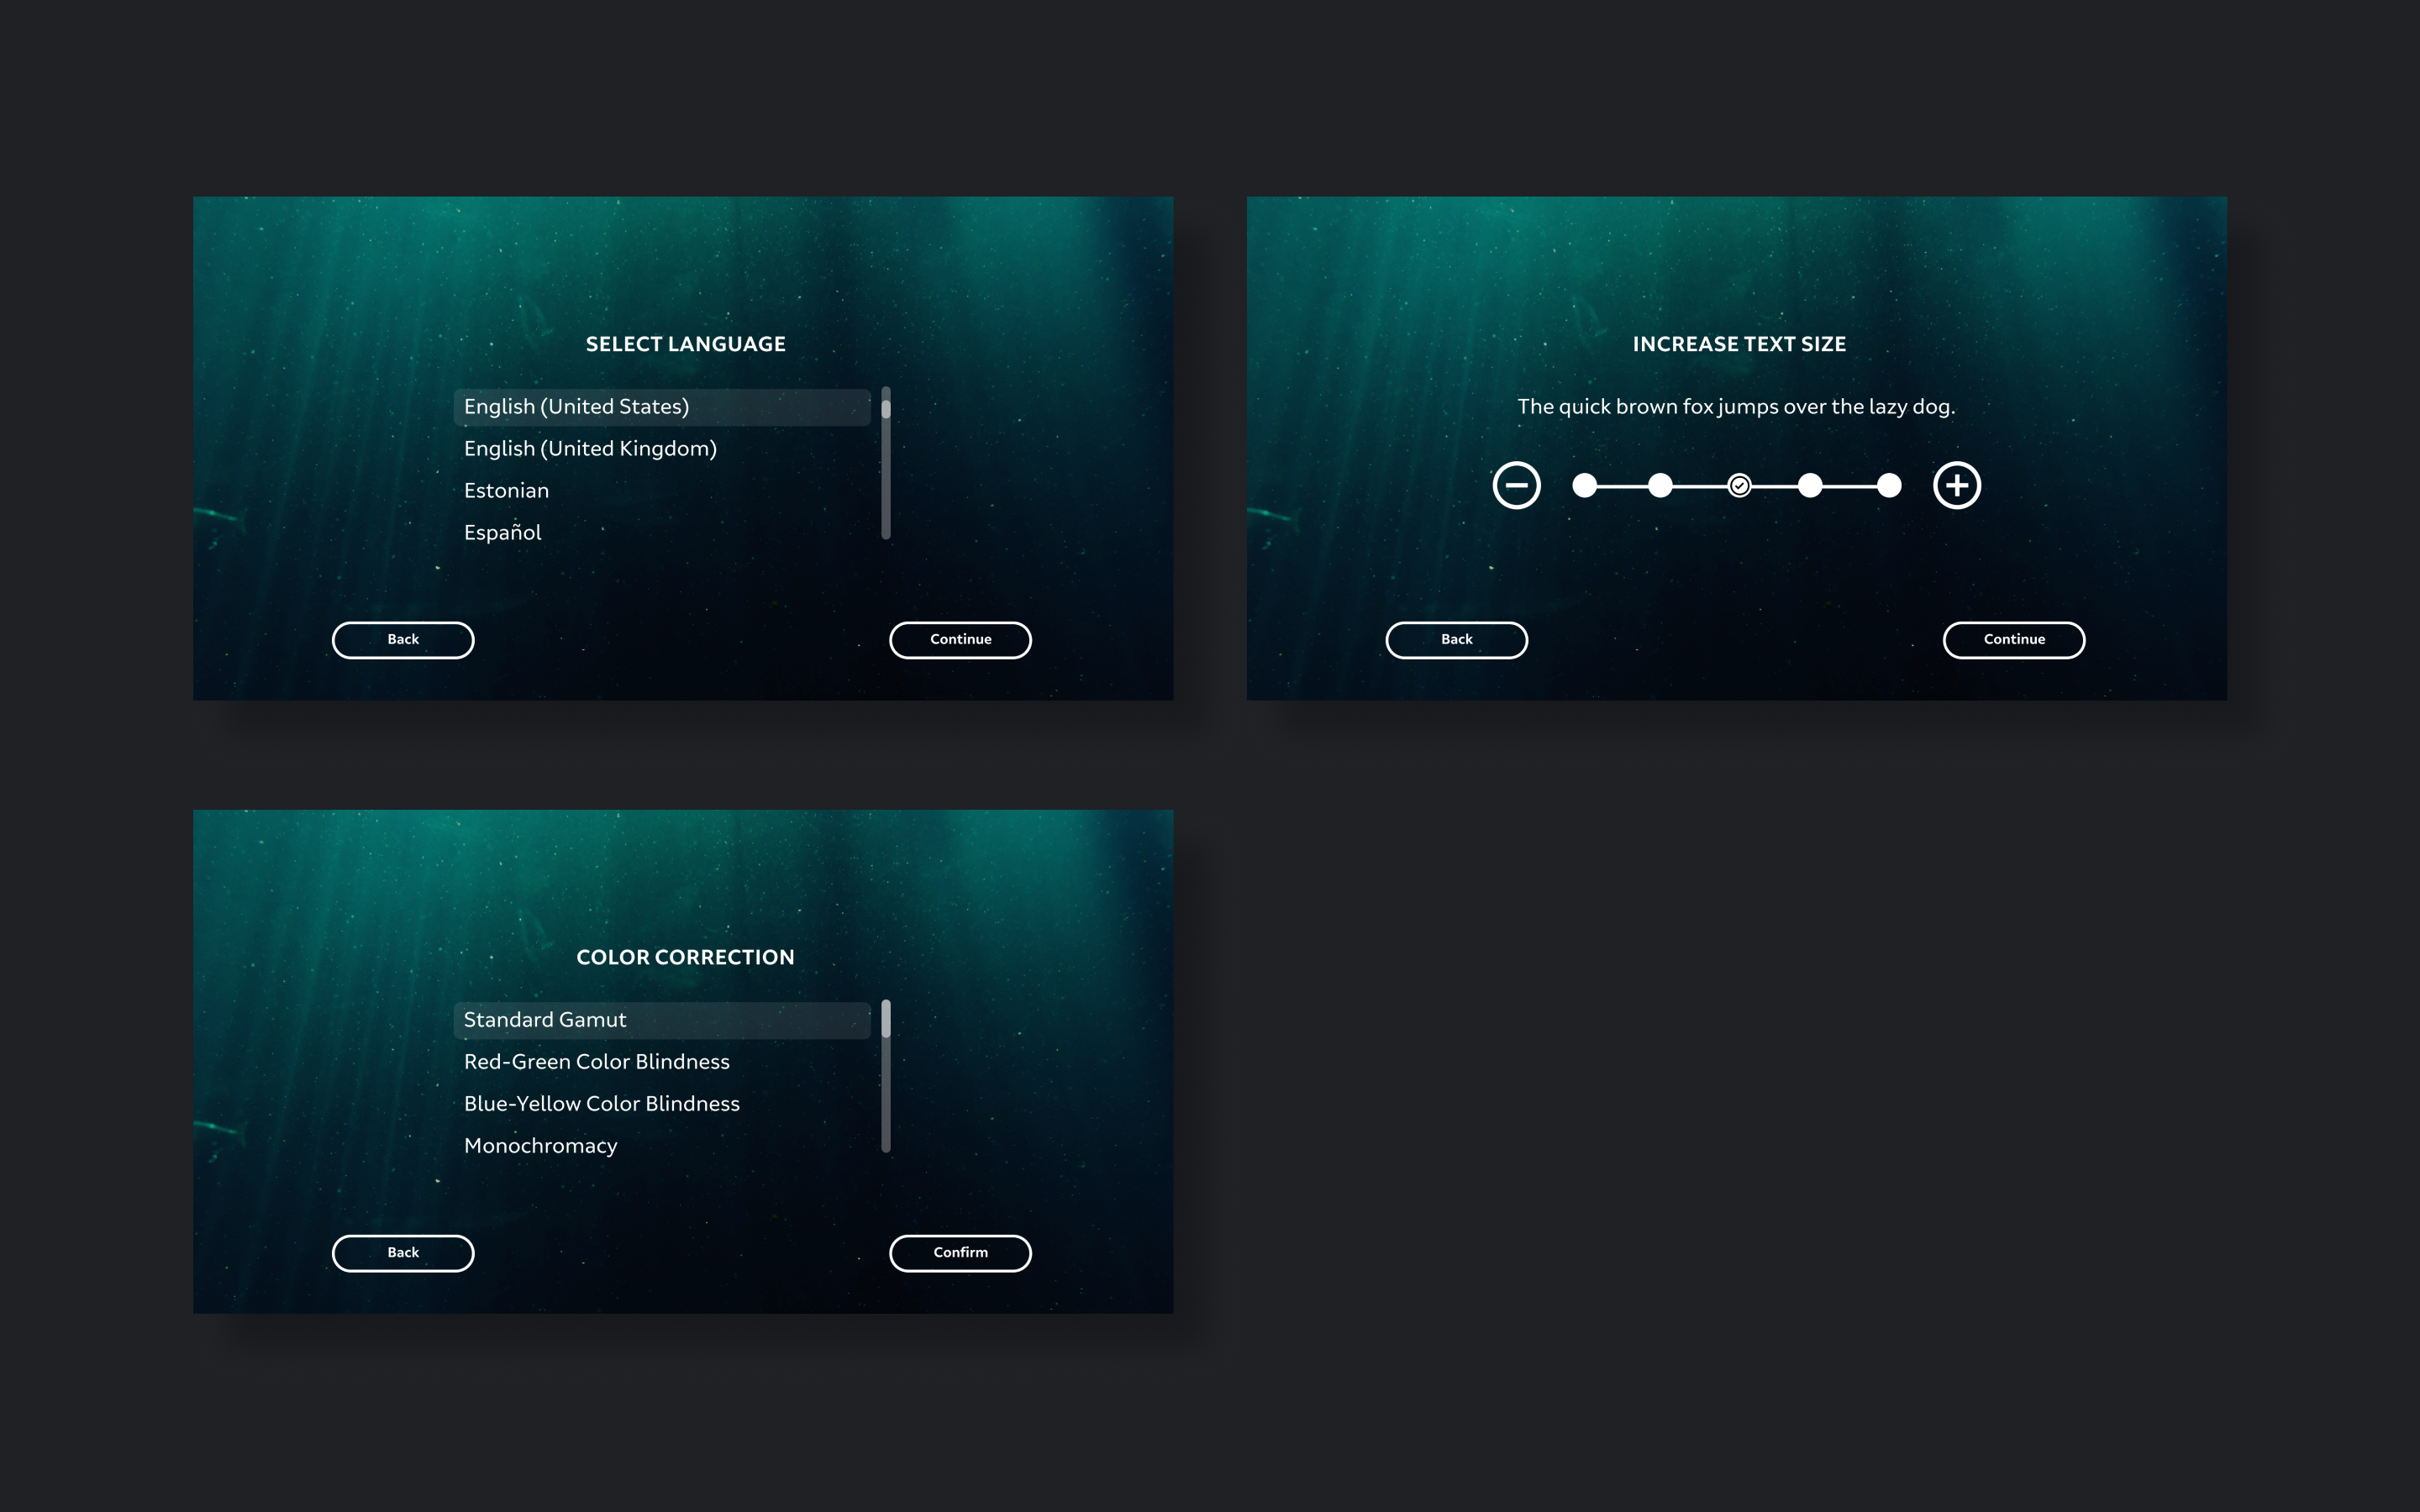 SELECT LANGUAGE
English (United States)
English (United Kingdom)
Estonian
Español
Back
Continue
INCREASE TEXT SIZE
The quick brown fox jumps over the lazy dog.
Back
Continue
COLOR CORRECTION
Standard Gamut
Red-Green Color Blindness
Blue-Yellow Color Blindness
Monochromacy
Back
Confirm